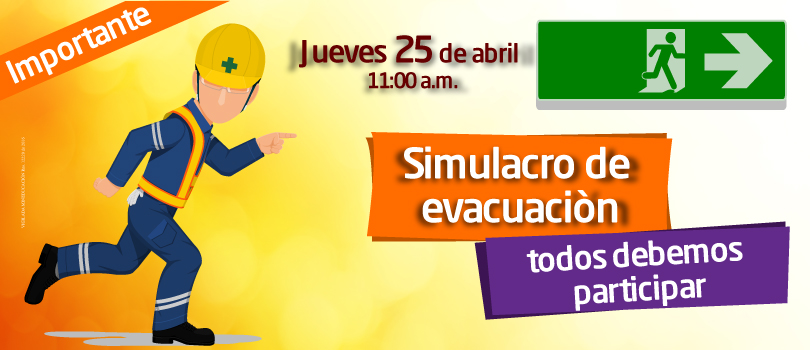 Importante
Jueves 25 de abril
11:00 a.m.
Simulacro de
evacuaciòn
todos debemos
participar